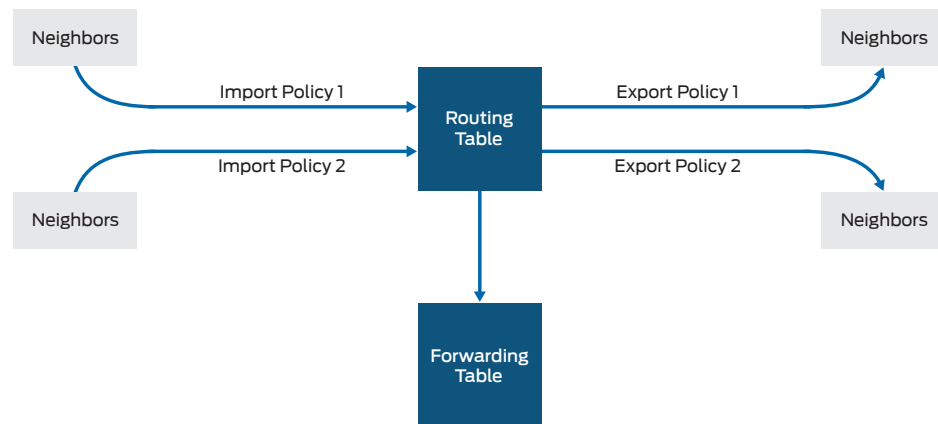 Neighbors
Neighbors
Import Policy 1
Export Policy 1
Routing
Table
Import Policy 2
Export Policy 2
Neighbors
Neighbors
Forwarding
Table